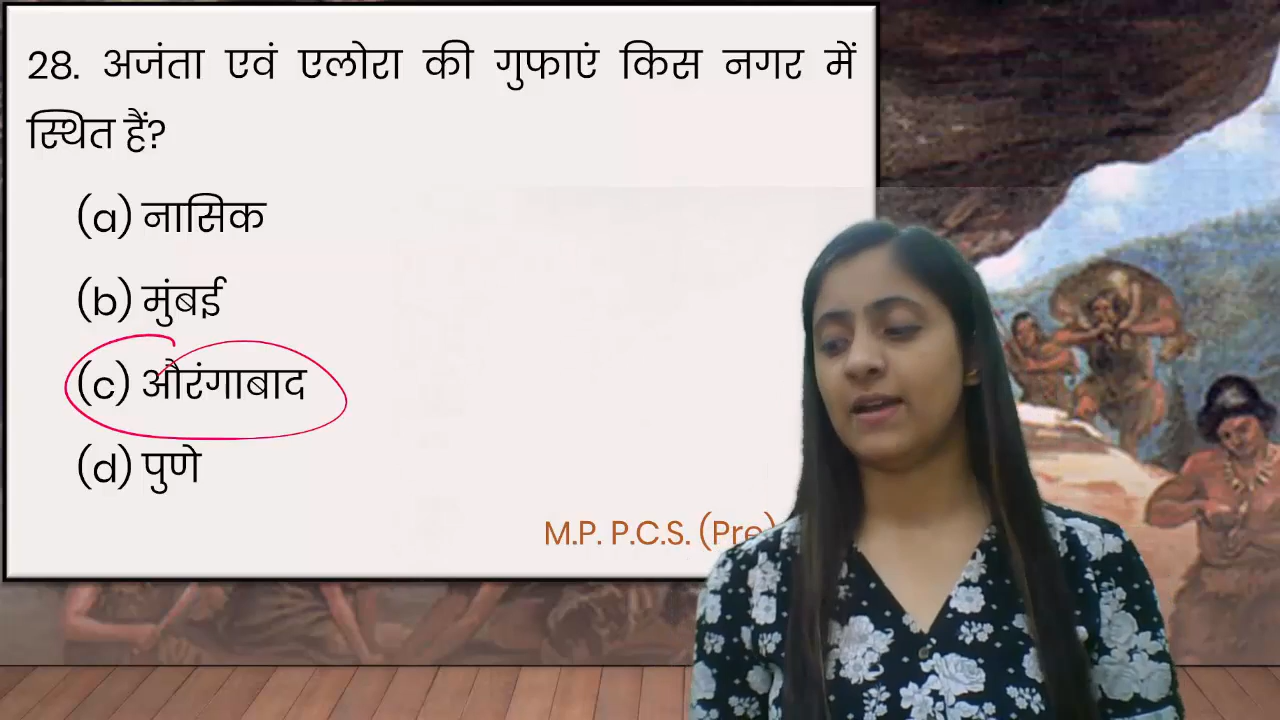 28. अजंता एवं एलोरा की गुफाएं किस नगर में
स्थित हैं?
(a) नासिक
(b) मुंबई
(c) औरंगाबाद
(d) पुणे
M.P. P.C.S. (Pre)